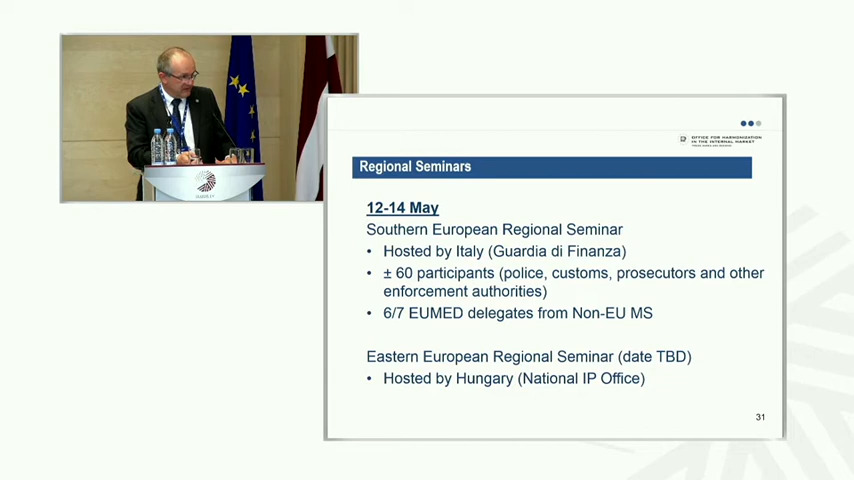 OFFICE FOR HARMONIZATION
IN THE INTERNAL MARKET
Regional Seminars
12-14 May
Southern European Regional Seminar
• Hosted by Italy (Guardia di Finanza)
• ± 60 participants (police, customs, prosecutors and other
enforcement authorities)
• 6/7 EUMED delegates from Non-EU MS
Eastern European Regional Seminar (date TBD)
• Hosted by Hungary (National IP Office)
31